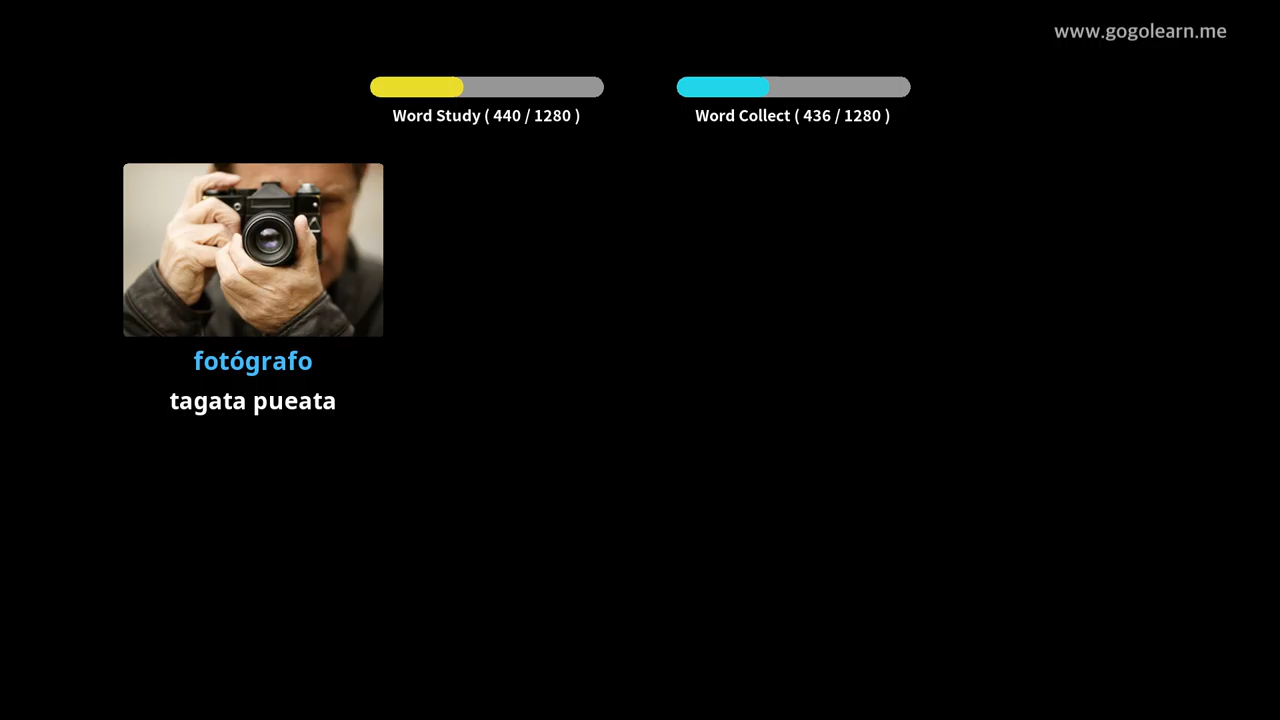 www.gogolearn.me
Word Study ( 440 / 1280 )
Word Collect ( 436 / 1280 )
fotógrafo
tagata pueata